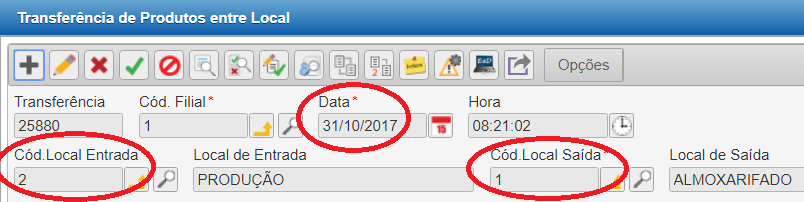 Transferência de Produtos entre Local
Opções
Transferência Cód. Filial* Data* Hora
25880 1 31/10/2017 15 08:21:02
Cód.Local Entrada Local de Entrada Cód.Local Saída Local de Saída
2 PRODUÇÃO 1 ALMOXARIFADO